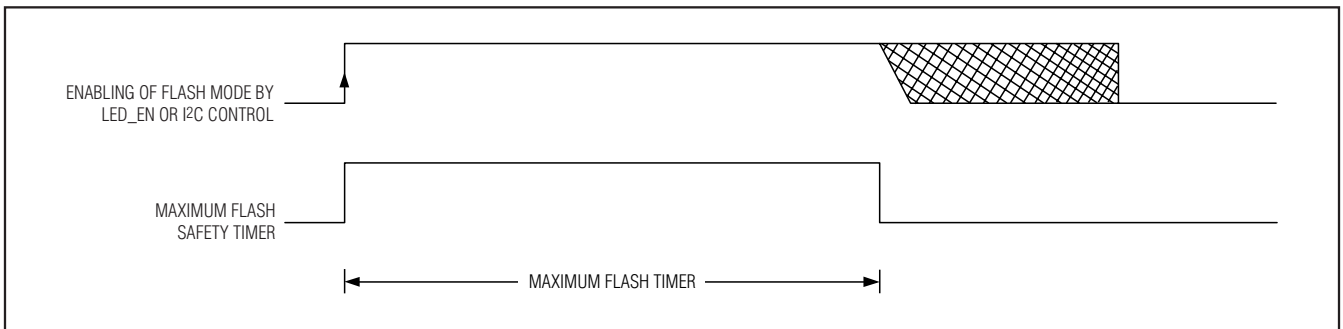 ENABLING OF FLASH MODE BY
LED_EN OR I2C CONTROL
MAXIMUM FLASH
SAFETY TIMER
MAXIMUM FLASH TIMER